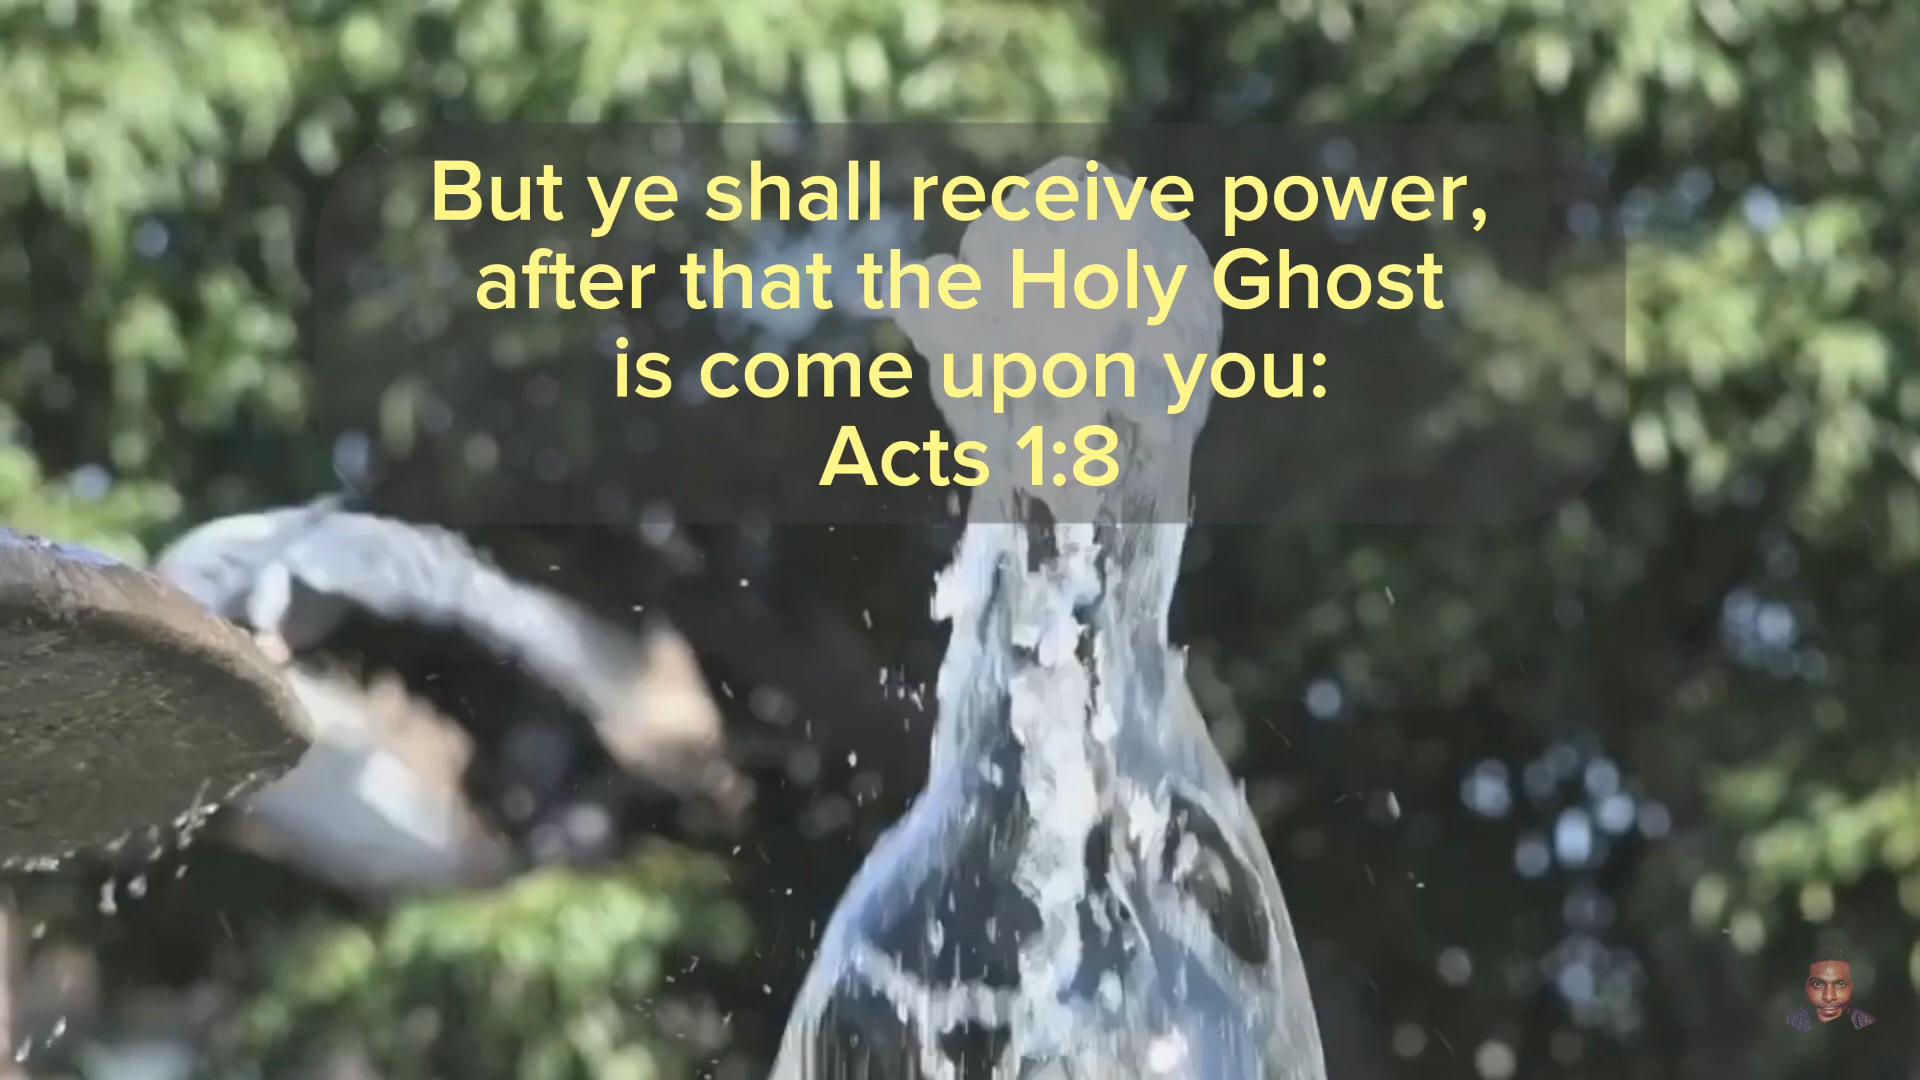 But ye shall receive power,
after that the Holy Ghost
is come upon you:
Acts 1:8